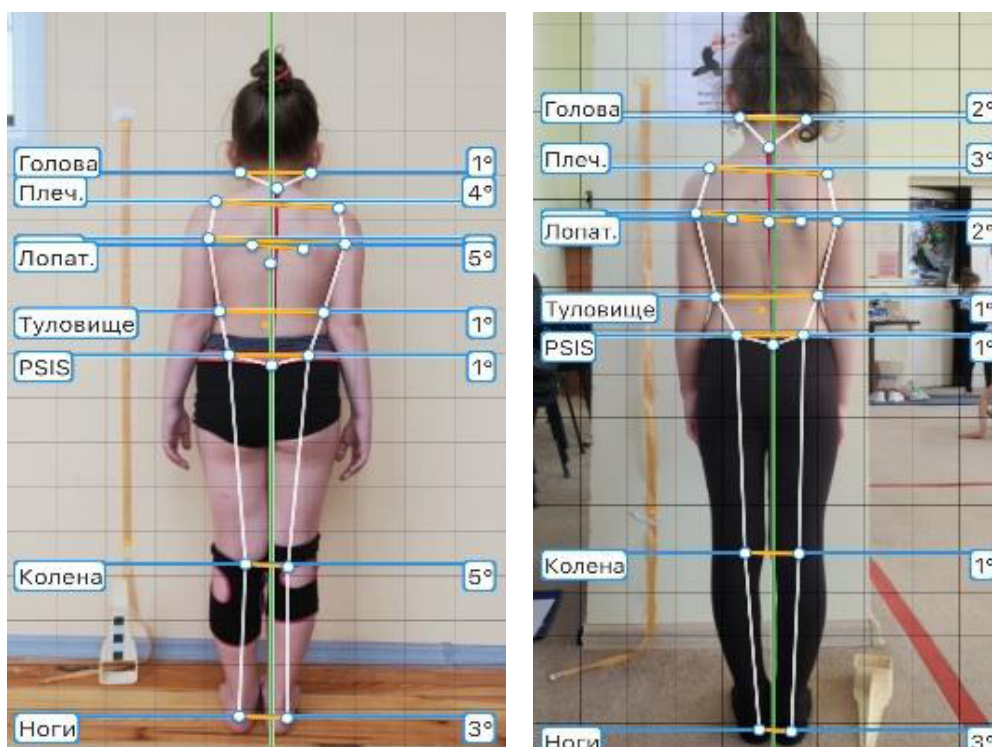 Голова 1°
Плеч. 4°
Лопат. 5°
Туловище 1°
PSIS 1°
Колена 5°
Ноги 3°
Голова 2°
Плеч. 3°
Лопат. 2°
Туловище 1°
PSIS 1°
Колена 1°
Ноги 3°